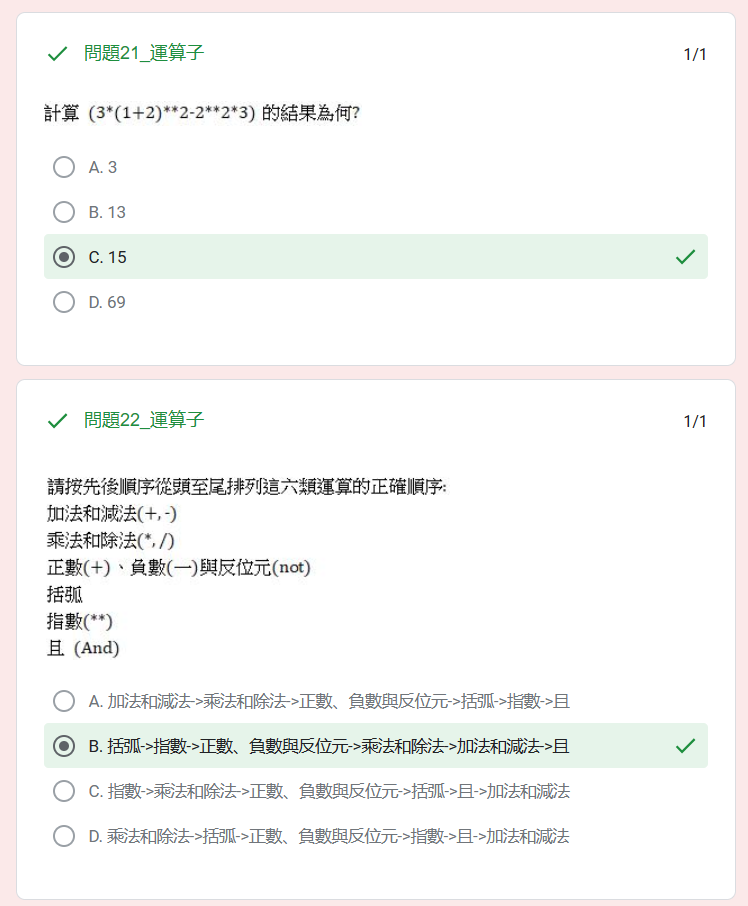 問題21_運算子
1/1
計算 (3*(1+2)**2-2**2*3) 的結果為何?
A. 3
B. 13
C. 15
D. 69
問題22_運算子
1/1
請按先後順序從頭至尾排列這六類運算的正確順序:
加法和減法(+,-)
乘法和除法(*,/)
正數(+)、負數(一)與反位元(not)
括弧
指數(**)
且 (And)
A. 加法和減法->乘法和除法->正數、負數與反位元->括弧->指數->且
B. 括弧->指數->正數、負數與反位元->乘法和除法->加法和減法->且
C. 指數->乘法和除法->正數、負數與反位元->括弧->且->加法和減法
D. 乘法和除法->括弧->正數、負數與反位元->指數->且->加法和減法